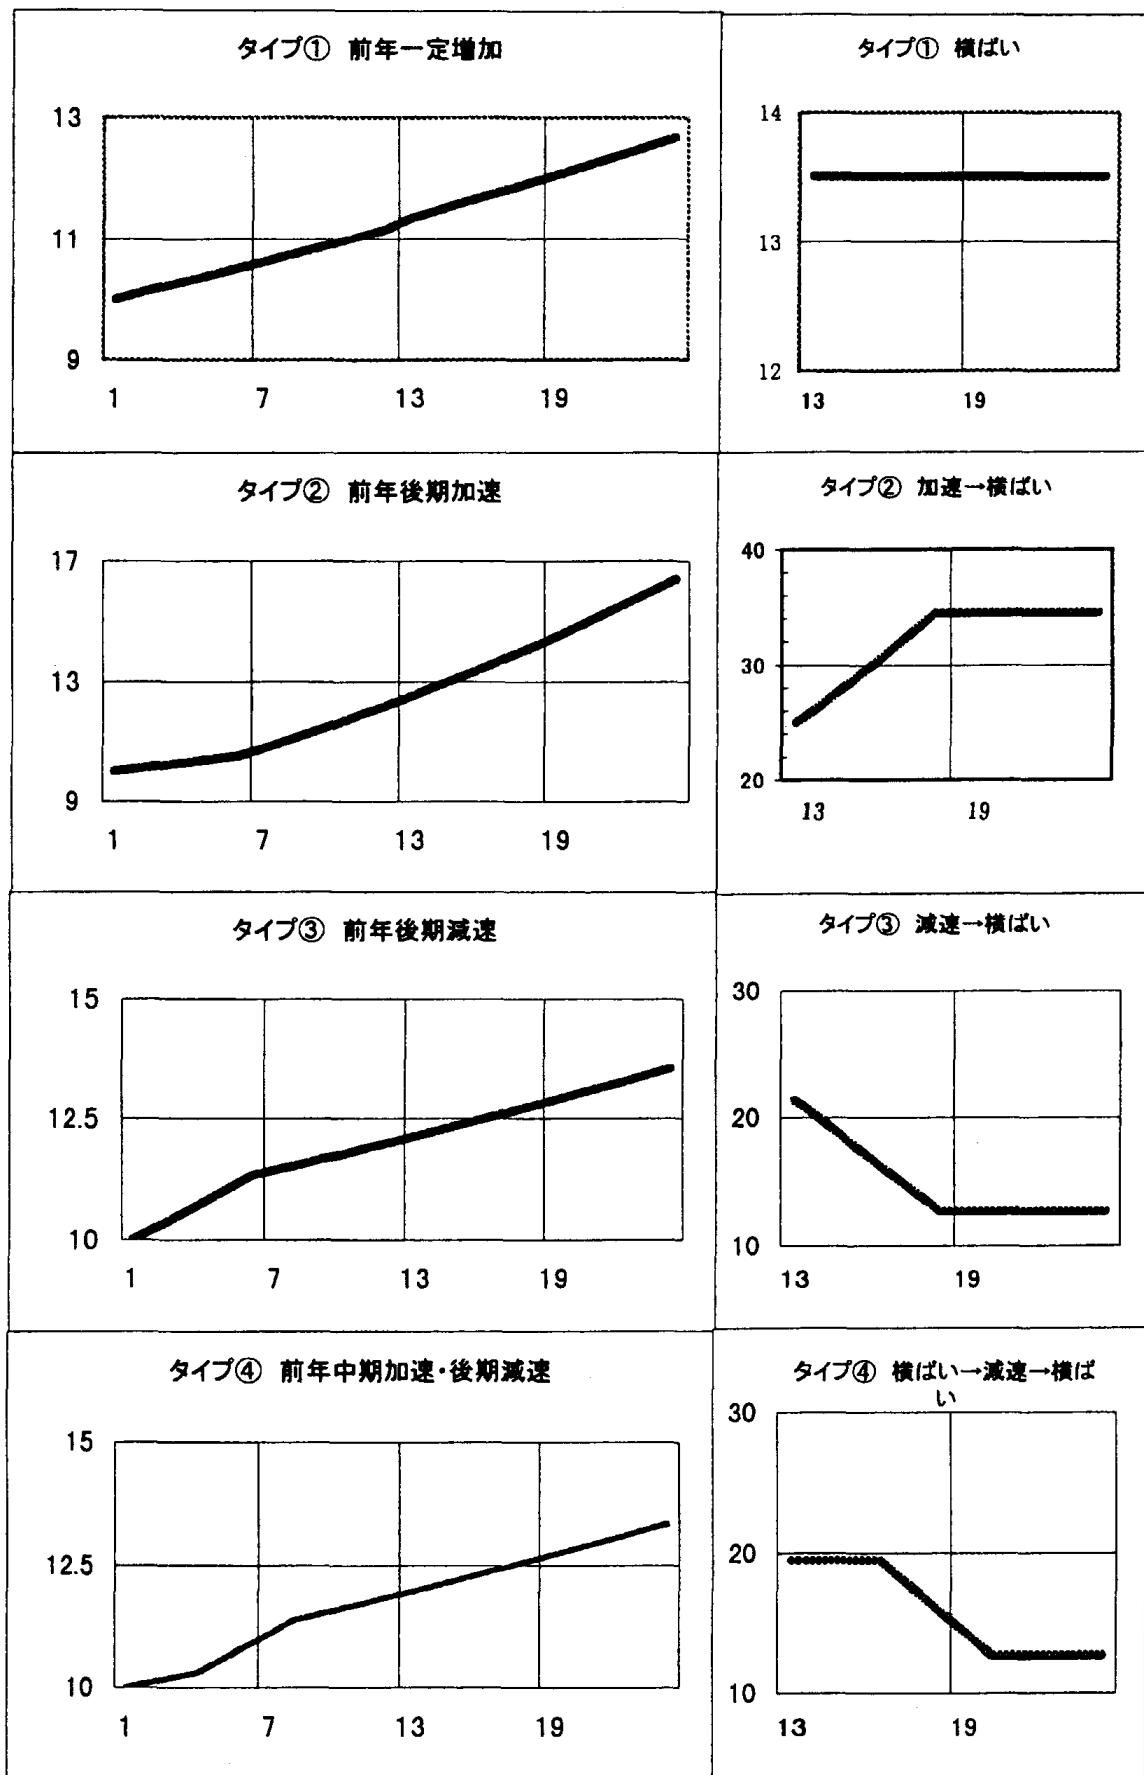 タイプ① 前年一定増加
13
11
9
1 7 13 19
タイプ① 横ばい
14
13
12
13 19
タイプ② 前年後期加速
17
13
9
1 7 13 19
タイプ② 加速→横ばい
40
30
20
13 19
タイプ③ 前年後期減速
15
12.5
10
1 7 13 19
タイプ③ 減速→横ばい
30
20
10
13 19
タイプ④ 前年中期加速・後期減速
15
12.5
10
1 7 13 19
タイプ④ 横ばい→減速→横ば
い
30
20
10
13 19